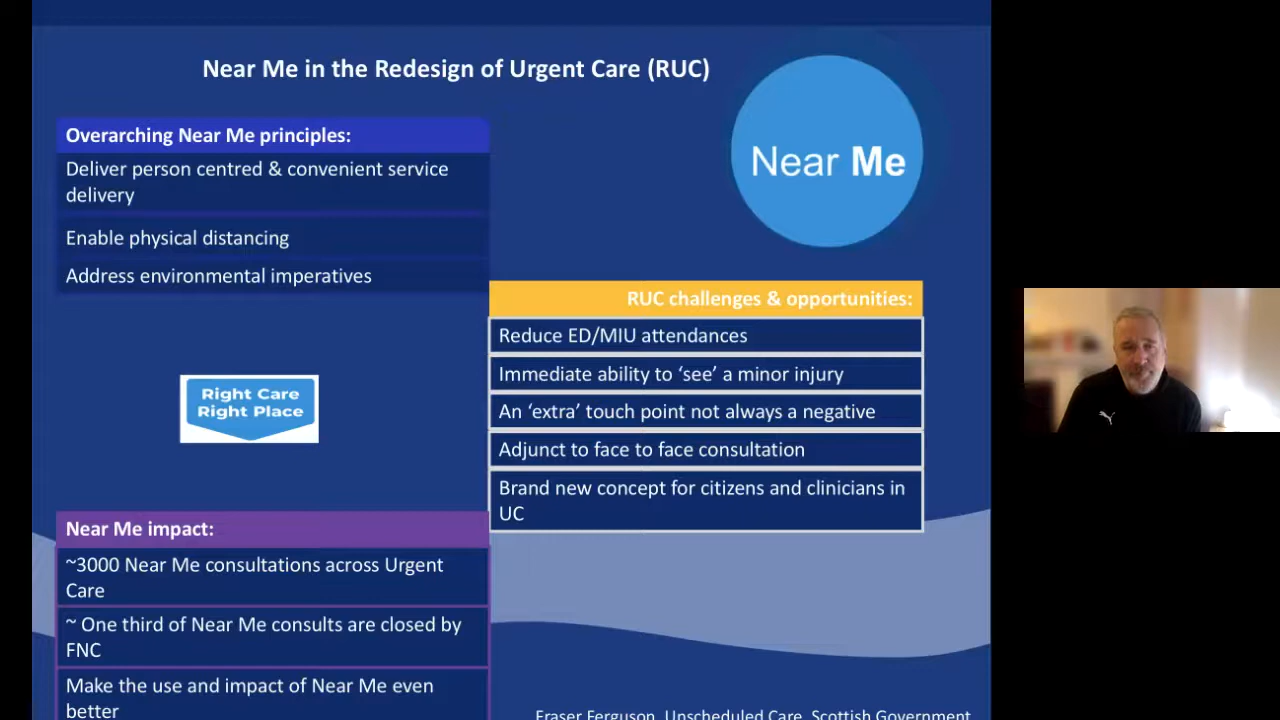 Near Me in the Redesign of Urgent Care (RUC)
Near Me
Overarching Near Me principles:
Deliver person centred & convenient service
delivery
Enable physical distancing
Address environmental imperatives
RUC challenges & opportunities:
Reduce ED/MIU attendances
Immediate ability to ‘see’ a minor injury
An ‘extra’ touch point not always a negative
Adjunct to face to face consultation
Brand new concept for citizens and clinicians in
UC
Right Care
Right Place
Near Me impact:
~3000 Near Me consultations across Urgent
Care
~ One third of Near Me consults are closed by
FNC
Make the use and impact of Near Me even
better
Fraser Ferguson, Unscheduled Care, Scottish Government